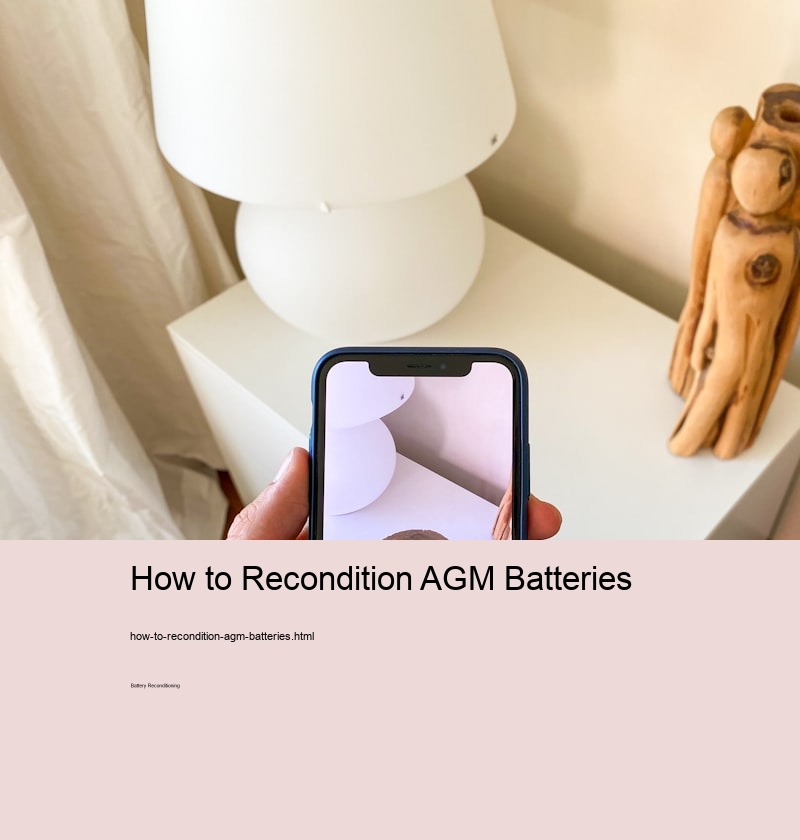 How to Recondition AGM Batteries
how-to-recondition-agm-batteries.html
Battery Reconditioning